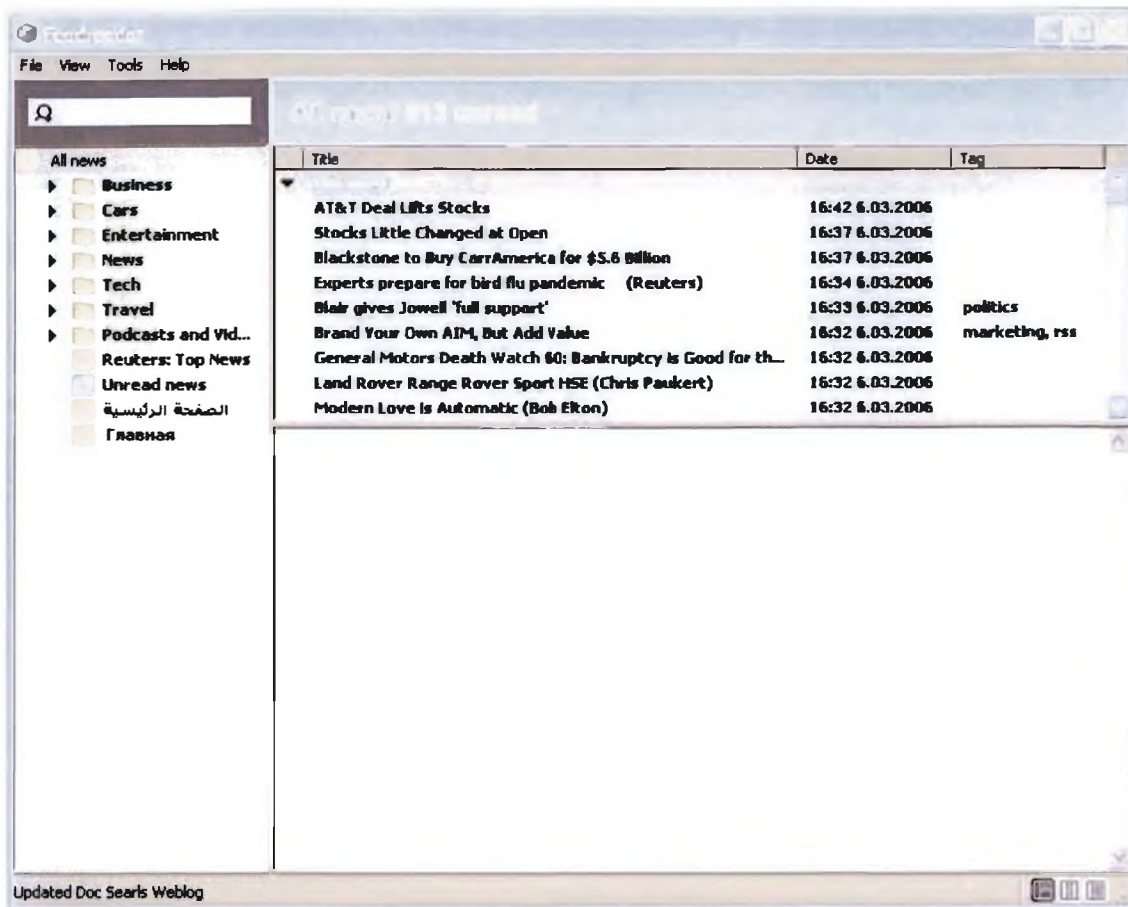 File View Tools Help
All news
Business
Cars
Entertainment
News
Tech
Travel
Podcasts and Vid...
Reuters: Top News
Unread news
الصفحة الرئيسية
Главная
913 unread
Title Date Tag
AT&T Deal Lifts Stocks 16:42 6.03.2006
Stocks Little Changed at Open 16:37 6.03.2006
Blackstone to Buy CarrAmerica for $5.6 Billion 16:37 6.03.2006
Experts prepare for bird flu pandemic (Reuters) 16:34 6.03.2006
Blair gives Jowell 'full support' 16:33 6.03.2006 politics
Brand Your Own AIM, But Add Value 16:32 6.03.2006 marketing, rss
General Motors Death Watch 60: Bankruptcy is Good for th... 16:32 6.03.2006
Land Rover Range Rover Sport HSE (Chris Paukert) 16:32 6.03.2006
Modern Love is Automatic (Bob Elton) 16:32 6.03.2006
Updated Doc Searls Weblog